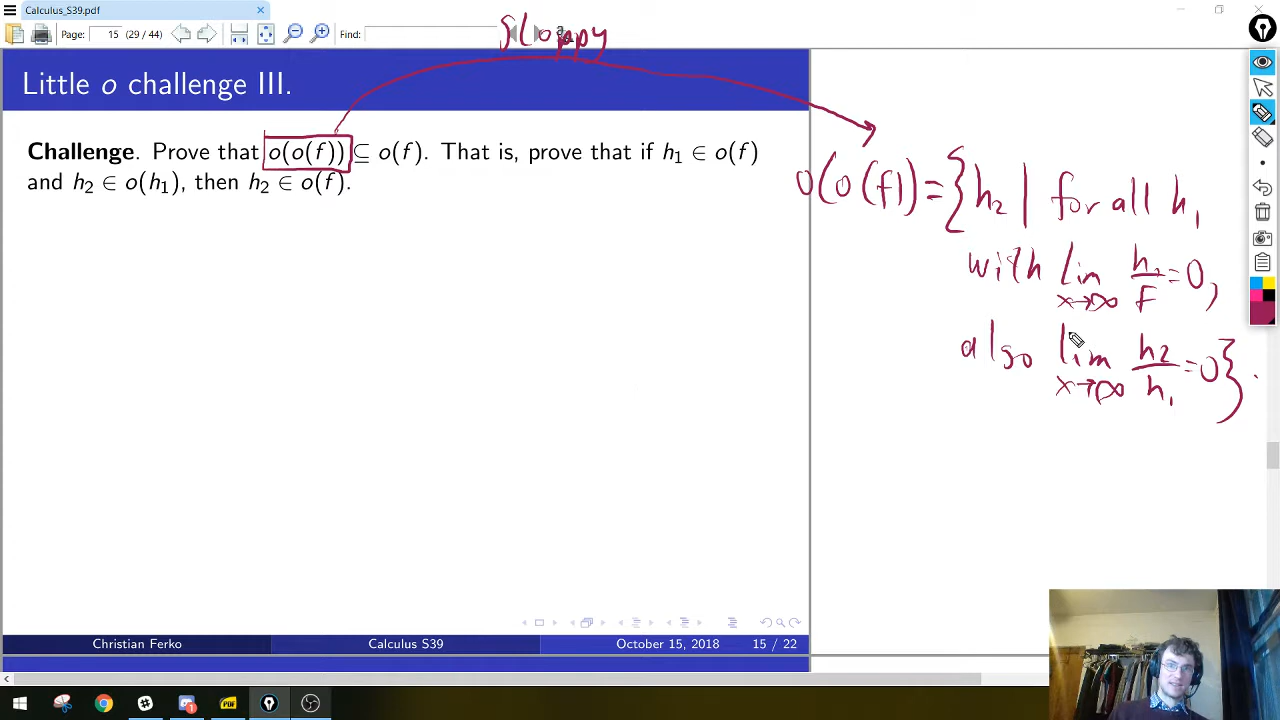 Calculus_S39.pdf
Page: 15 (29 / 44) Find:
sloppy
Little o challenge III.
Challenge. Prove that o(o(f)) ⊆ o(f). That is, prove that if h₁ ∈ o(f)
and h₂ ∈ o(h₁), then h₂ ∈ o(f).
o(o(f)) = {h₂ | for all h₁
with lim x→∞ h₁/f = 0,
also lim x→∞ h₂/h₁ = 0}.
Christian Ferko Calculus S39 October 15, 2018 15 / 22